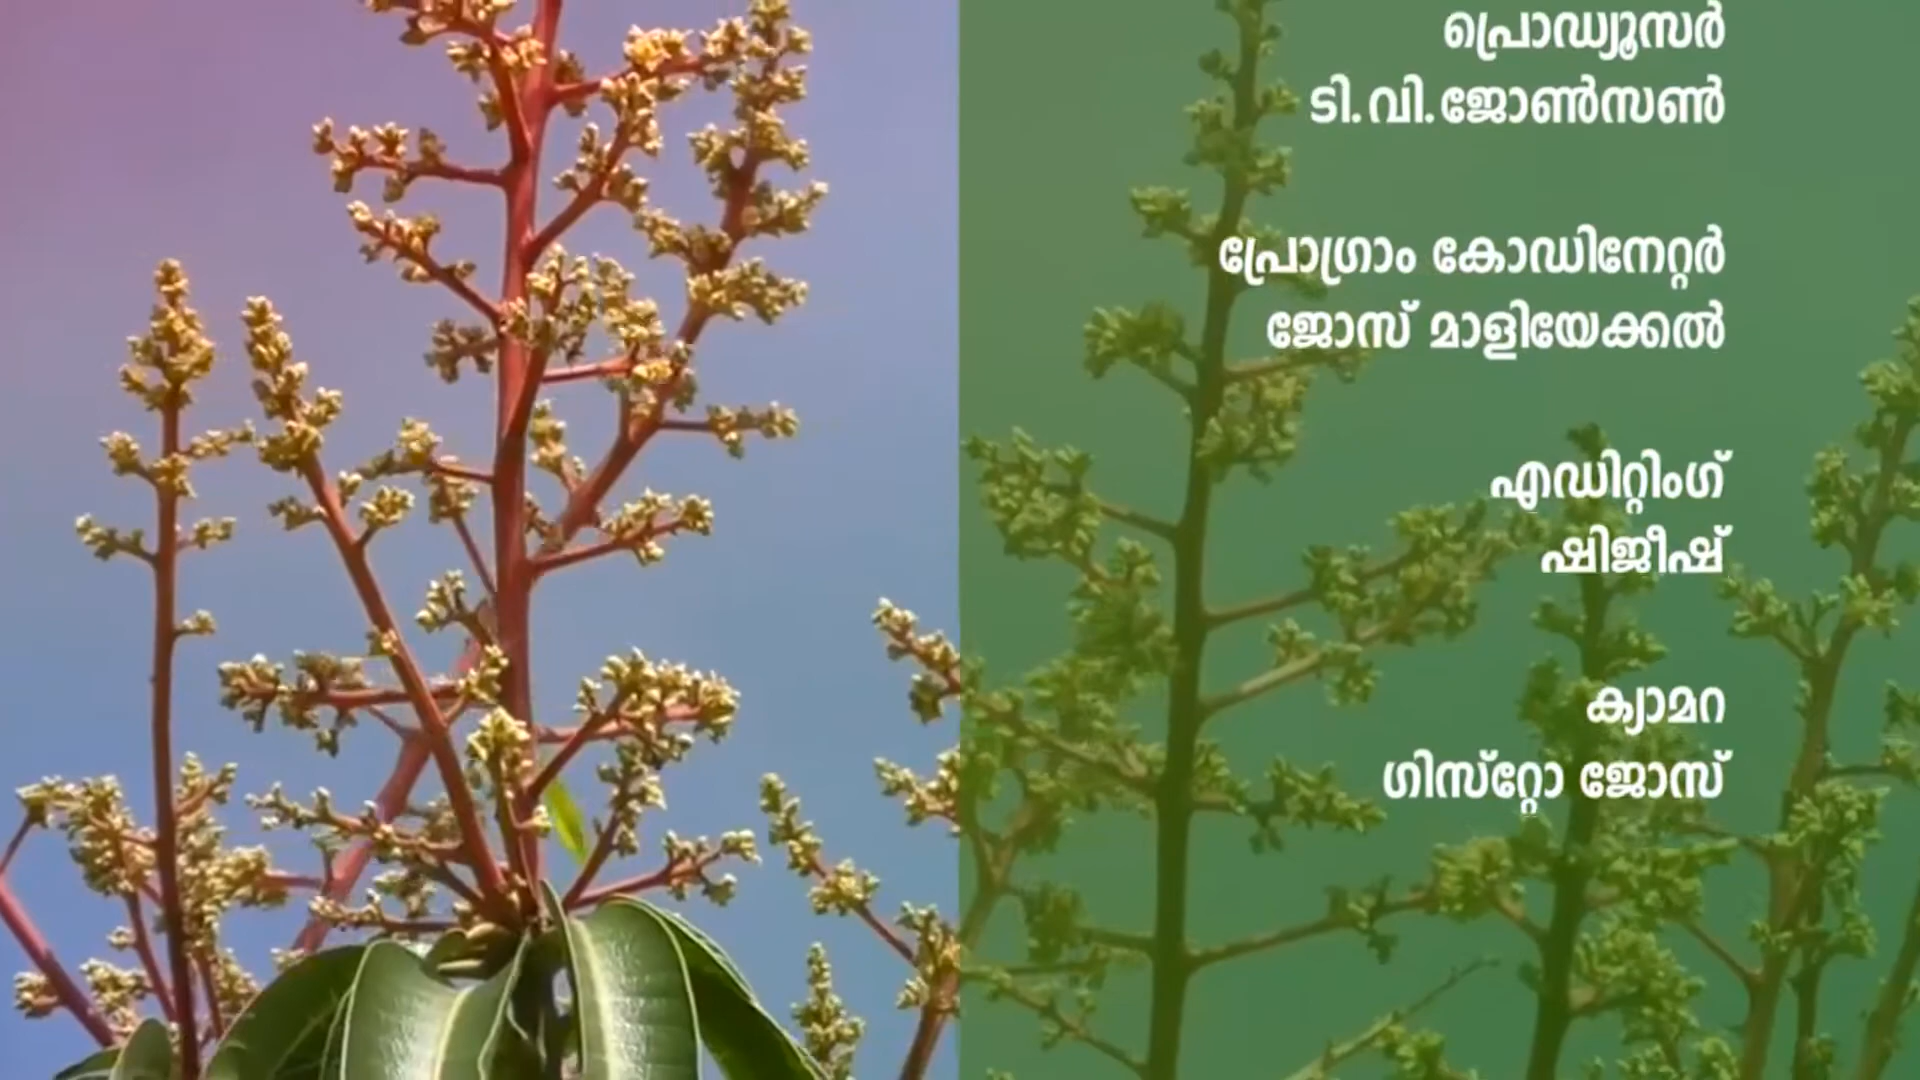 പ്രൊഡ്യൂസർ
ടി.വി.ജോൺസൺ
പ്രോഗ്രാം കോഡിനേറ്റർ
ജോസ് മാളിയേക്കൽ
എഡിറ്റിംഗ്
ഷിജീഷ്
ക്യാമറ
ഗിസ്റ്റോ ജോസ്